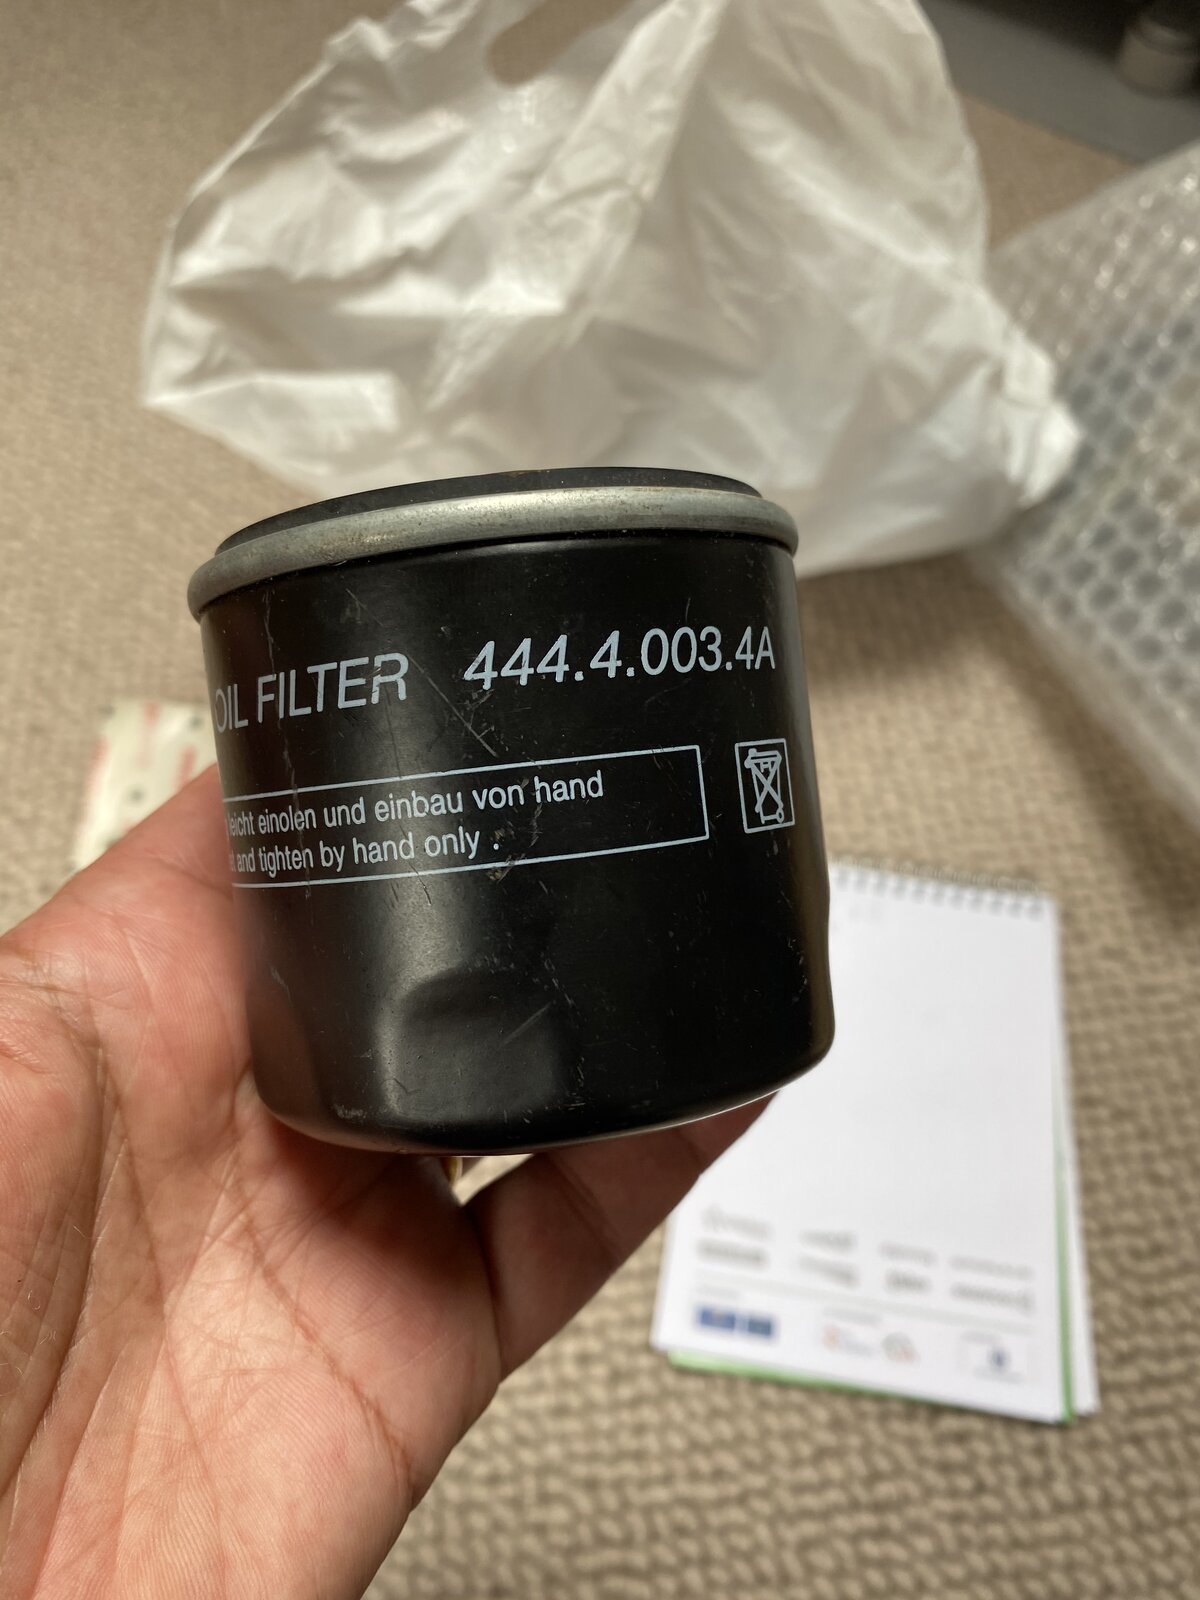 OIL FILTER 444.4.003.4A
leicht einolen und einbau von hand
and tighten by hand only .